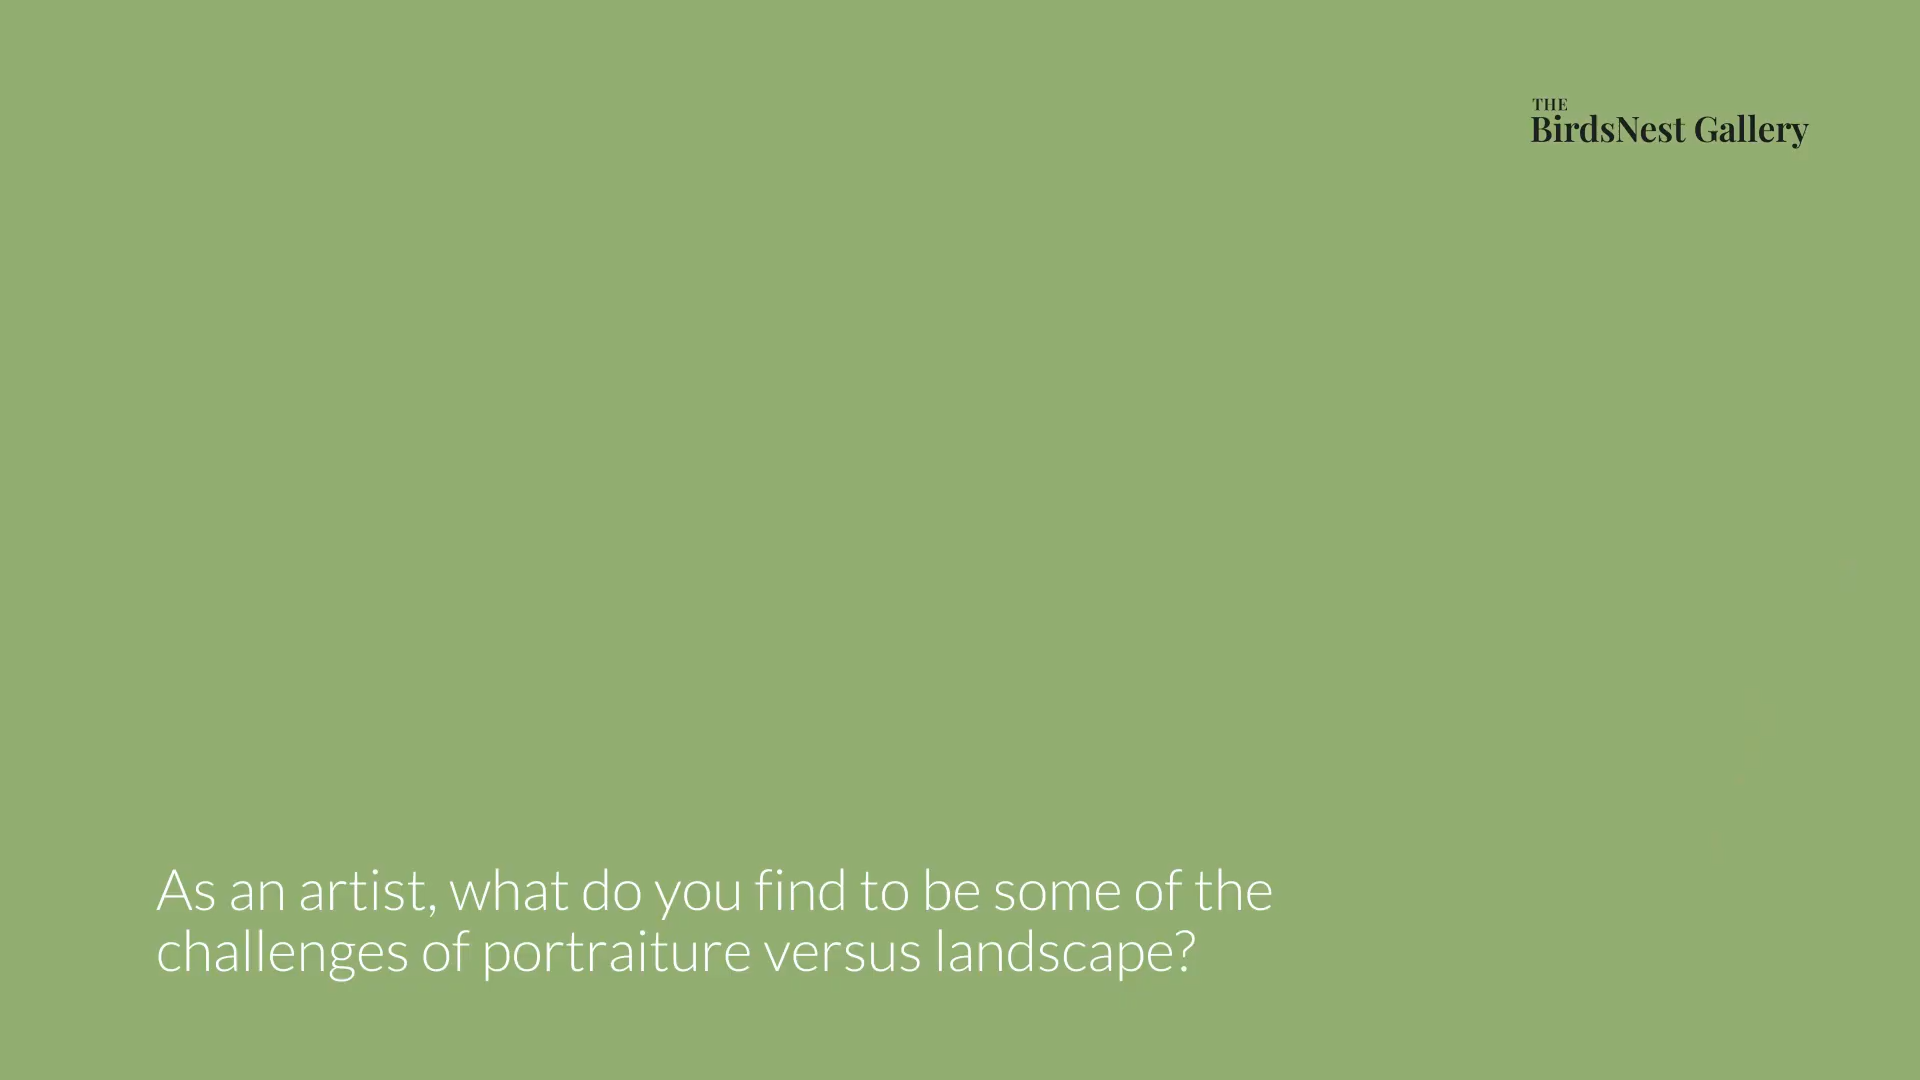 THE
BirdsNest Gallery
As an artist, what do you find to be some of the
challenges of portraiture versus landscape?